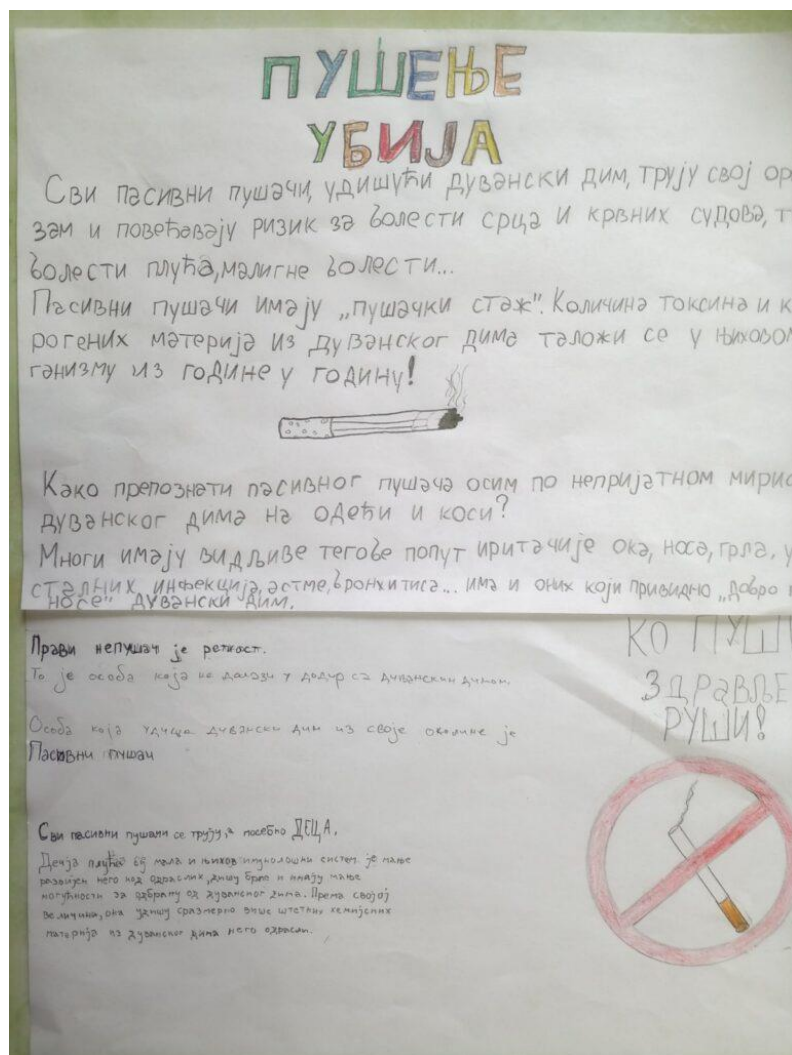 ПУШЕЊЕ
УБИЈА
Сви пасивни пушачи, удишући дувански дим, трују свој ор
зам и повећавају ризик за болести срца и крвних судова, т
болести плућа, малигне болести...
Пасивни пушачи имају „пушачки стаж". Количина токсина и к
рогених материја из дуванског дима таложи се у њиховом
ганизму из године у годину!
Како препознати пасивног пушача осим по непријатном мирис
дуванског дима на одећи и коси?
Многи имају видљиве тегобе попут иритације ока, носа, грла, у
сталних инфекција, астме, бронхитиса... има и оних који привидно „добро
носе" дувански дим.
КО ПУШИ
ЗДРАВЉЕ
РУШИ!
Прави непушач је реткост.
То је особа која не долази у додир са дуванским димом.
Особа која удише дувански дим из своје околине је
Пасивни пушач
Сви пасивни пушачи се трују, а посебно ДЕЦА.
Дечја плућа су мала и њихов имунолошки систем је мање
развијен него код одраслих, дишу брже и имају мање
могућности за одбрану од дуванског дима. Према својој
величини, она удишу сразмерно више штетних хемијских
материја из дуванског дима него одрасли.